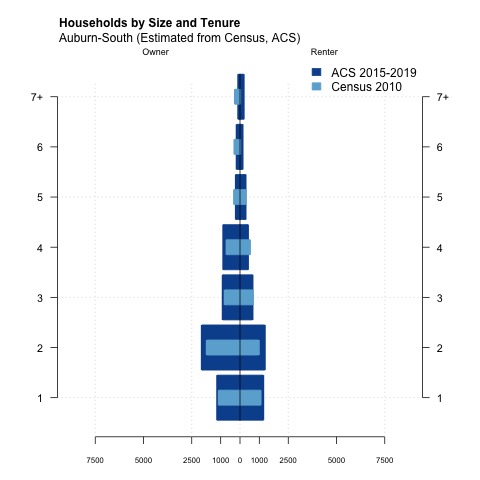 Households by Size and Tenure
Auburn-South (Estimated from Census, ACS)
Owner Renter
ACS 2015-2019
Census 2010
7+ 7+
6 6
5 5
4 4
3 3
2 2
1 1
7500 5000 2500 1000 0 1000 2500 5000 7500